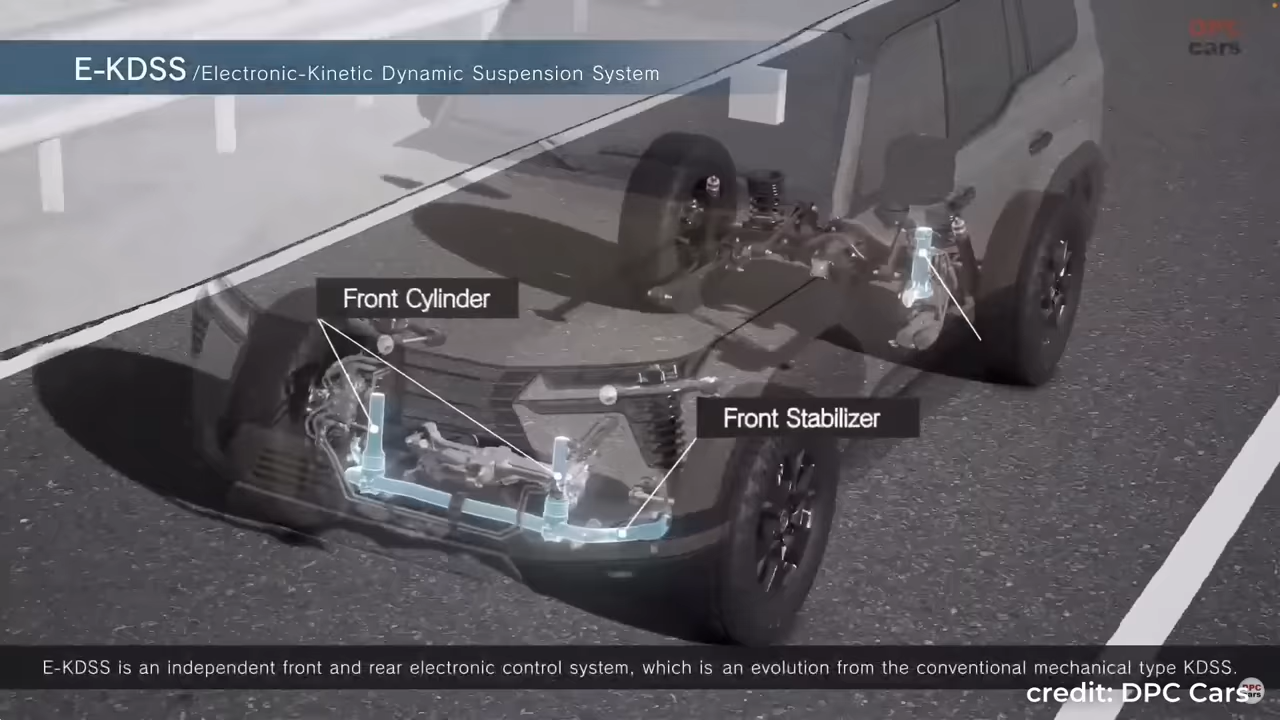 DPC
cars
E-KDSS /Electronic-Kinetic Dynamic Suspension System
Front Cylinder
Front Stabilizer
E-KDSS is an independent front and rear electronic control system, which is an evolution from the conventional mechanical type KDSS.
credit: DPC Cars